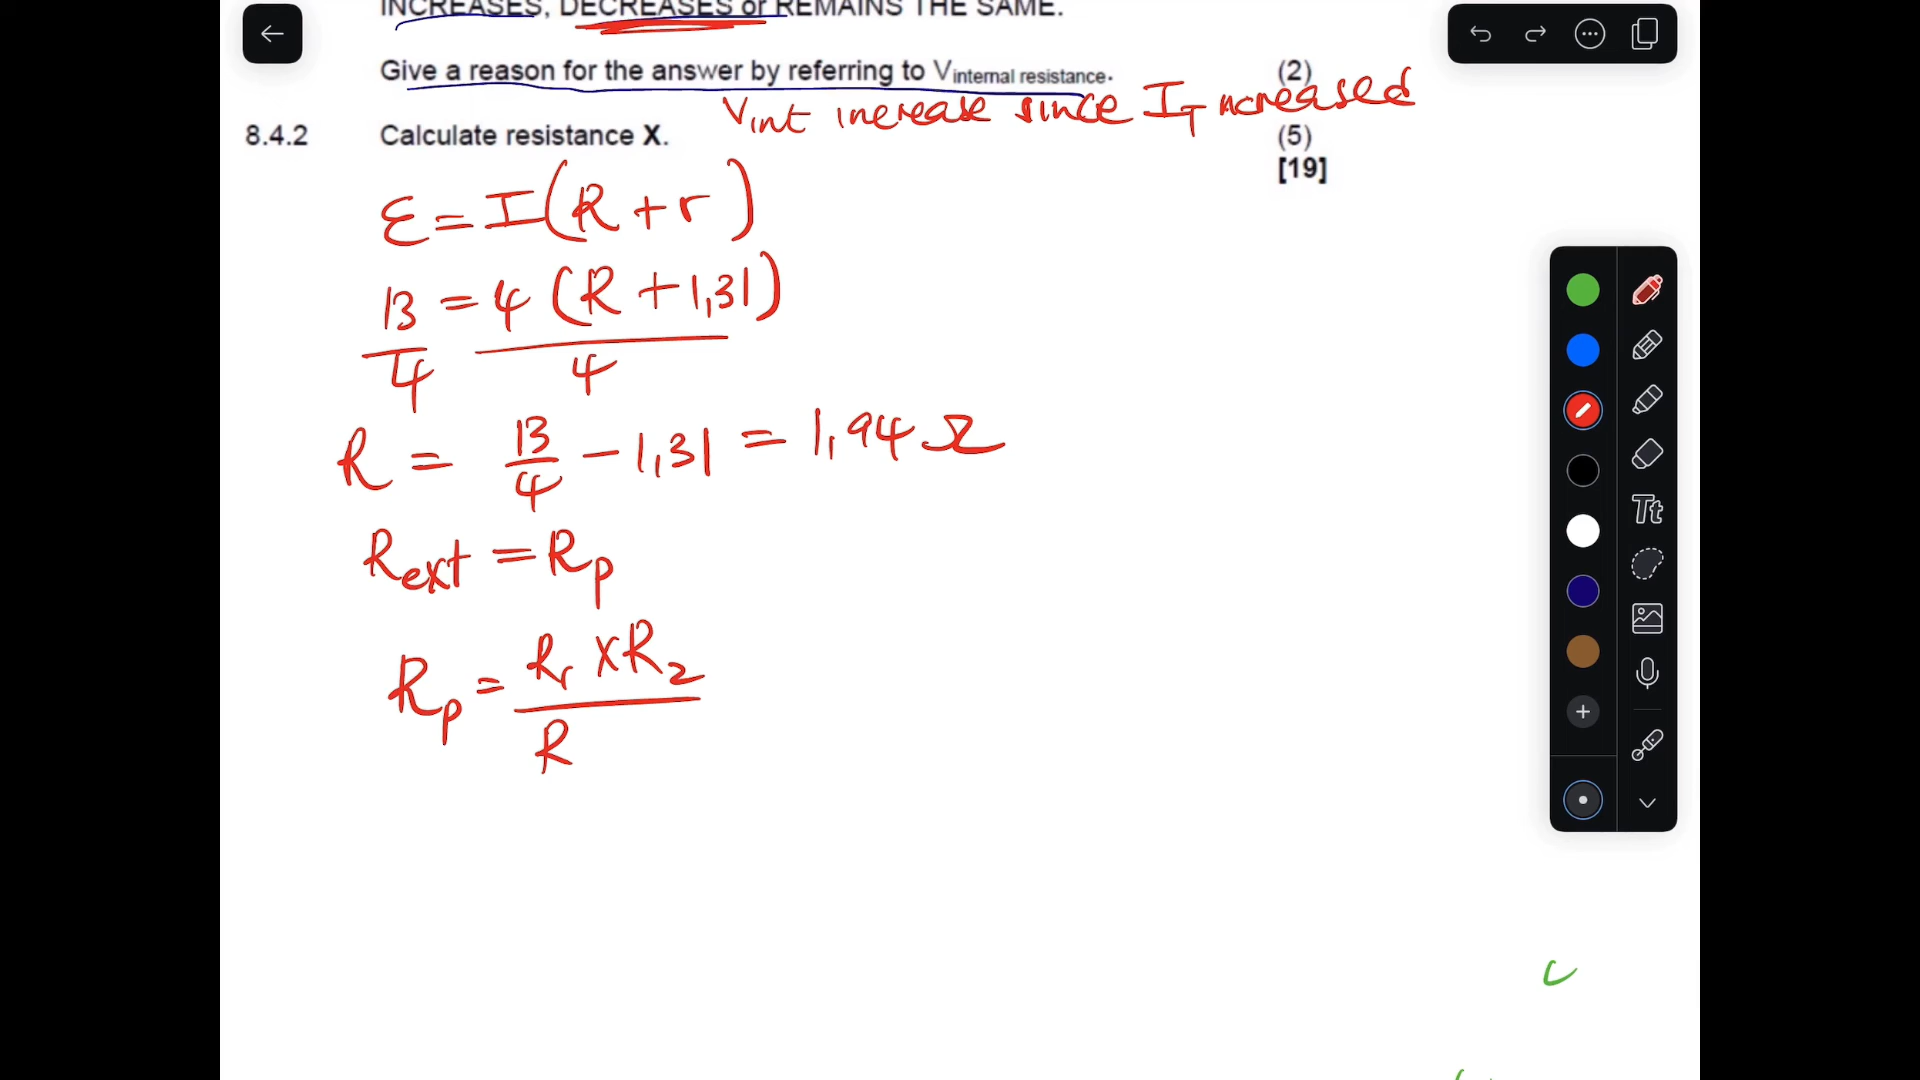 INCREASES, DECREASES or REMAINS THE SAME.
Give a reason for the answer by referring to Vinternal resistance. (2)
Vint increase since IT ncreased
8.4.2 Calculate resistance X. (5)
[19]
ε = I(R + r)
13 = 4 (R + 1,31)
4 4
R = 13/4 - 1,31 = 1,94 Ω
Rext = Rp
Rp = R1 x R2
R
Tt